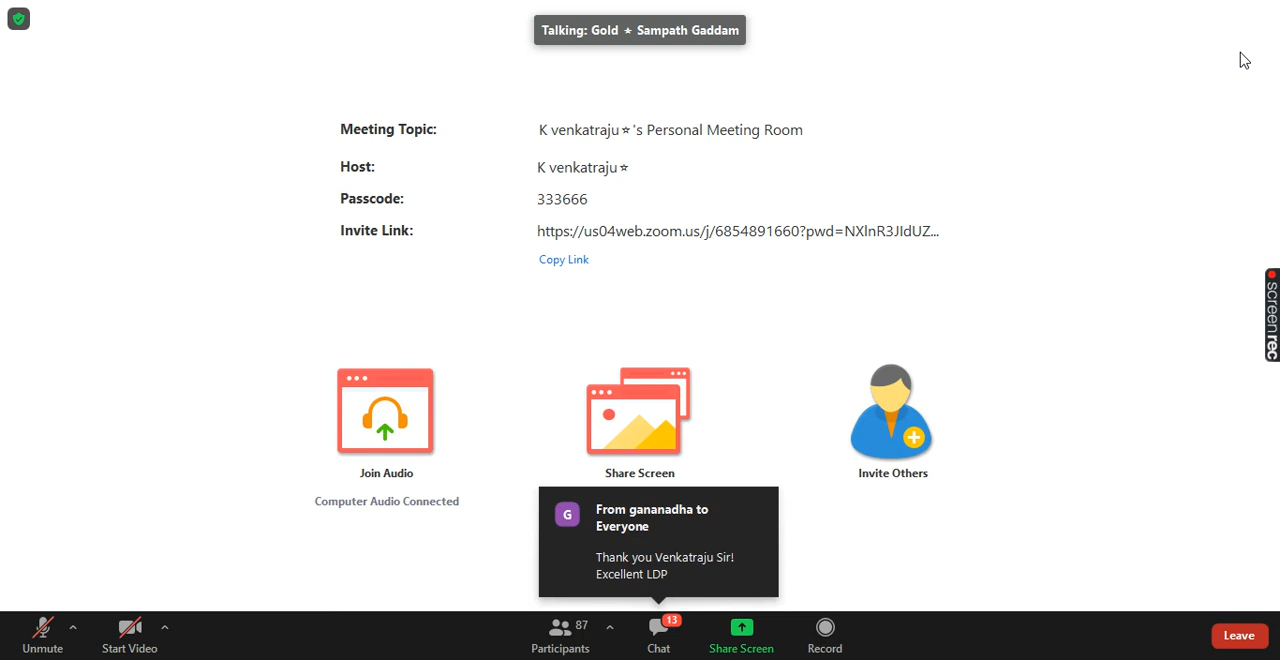 Talking: Gold ⭑ Sampath Gaddam
Meeting Topic:
K venkatraju⭐'s Personal Meeting Room
Host:
K venkatraju⭐
Passcode:
333666
Invite Link:
https://us04web.zoom.us/j/6854891660?pwd=NXlnR3JIdUZ...
Copy Link
screenrec
Join Audio
Share Screen
Invite Others
Computer Audio Connected
G
From gananadha to
Everyone
Thank you Venkatraju Sir!
Excellent LDP
87
13
Unmute
Start Video
Participants
Chat
Share Screen
Record
Leave